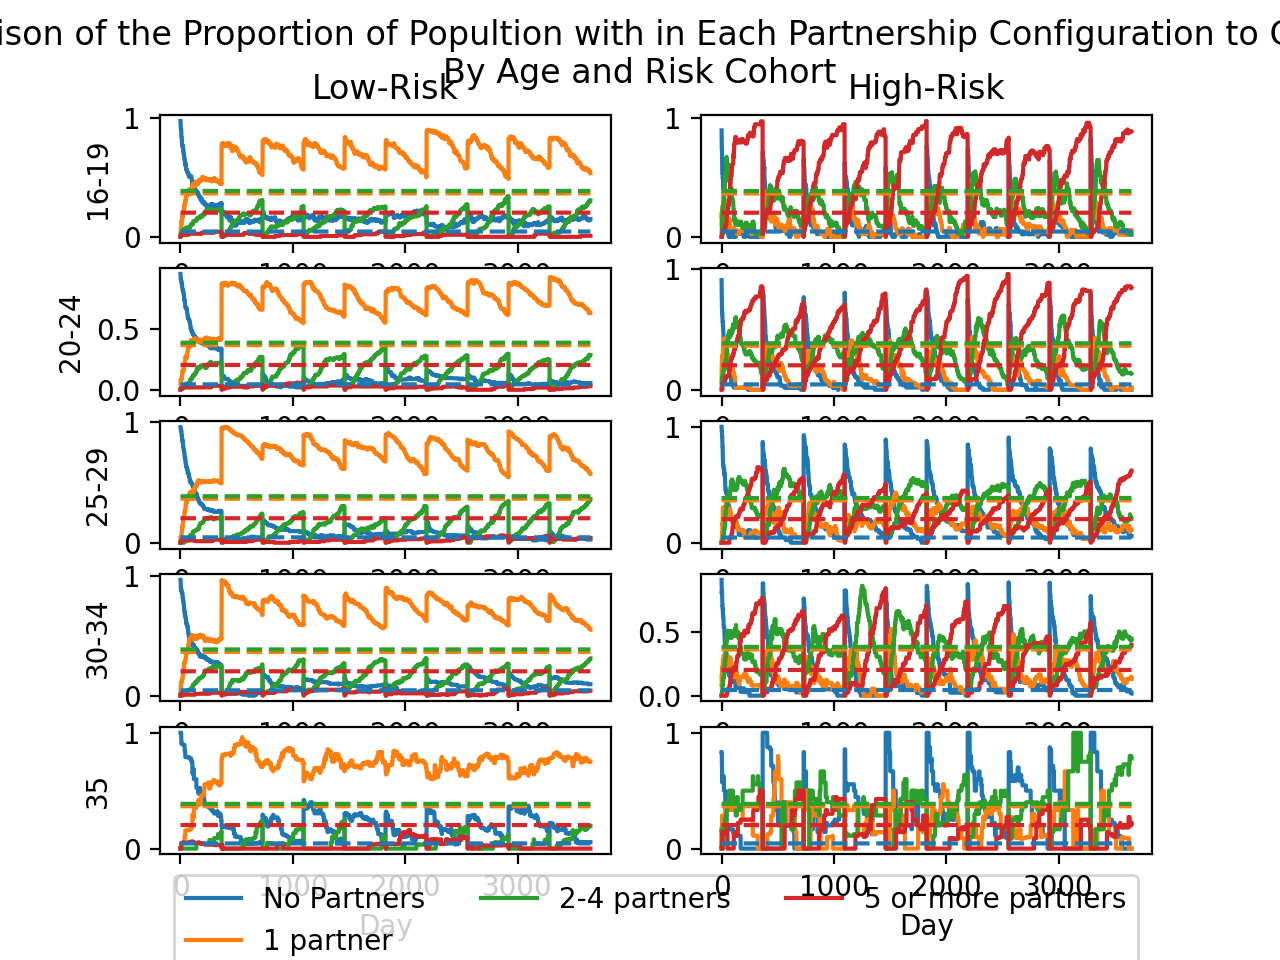 ison of the Proportion of Popultion with in Each Partnership Configuration to
By Age and Risk Cohort
Low-Risk
High-Risk
16-19
1
0
1
0
20-24
0.5
0.0
1
0
25-29
1
0
1
0
30-34
1
0
0.5
0.0
35
1
0
1
0
0 1000 2000 3000
0 1000 2000 3000
Day
Day
No Partners
1 partner
2-4 partners
5 or more partners